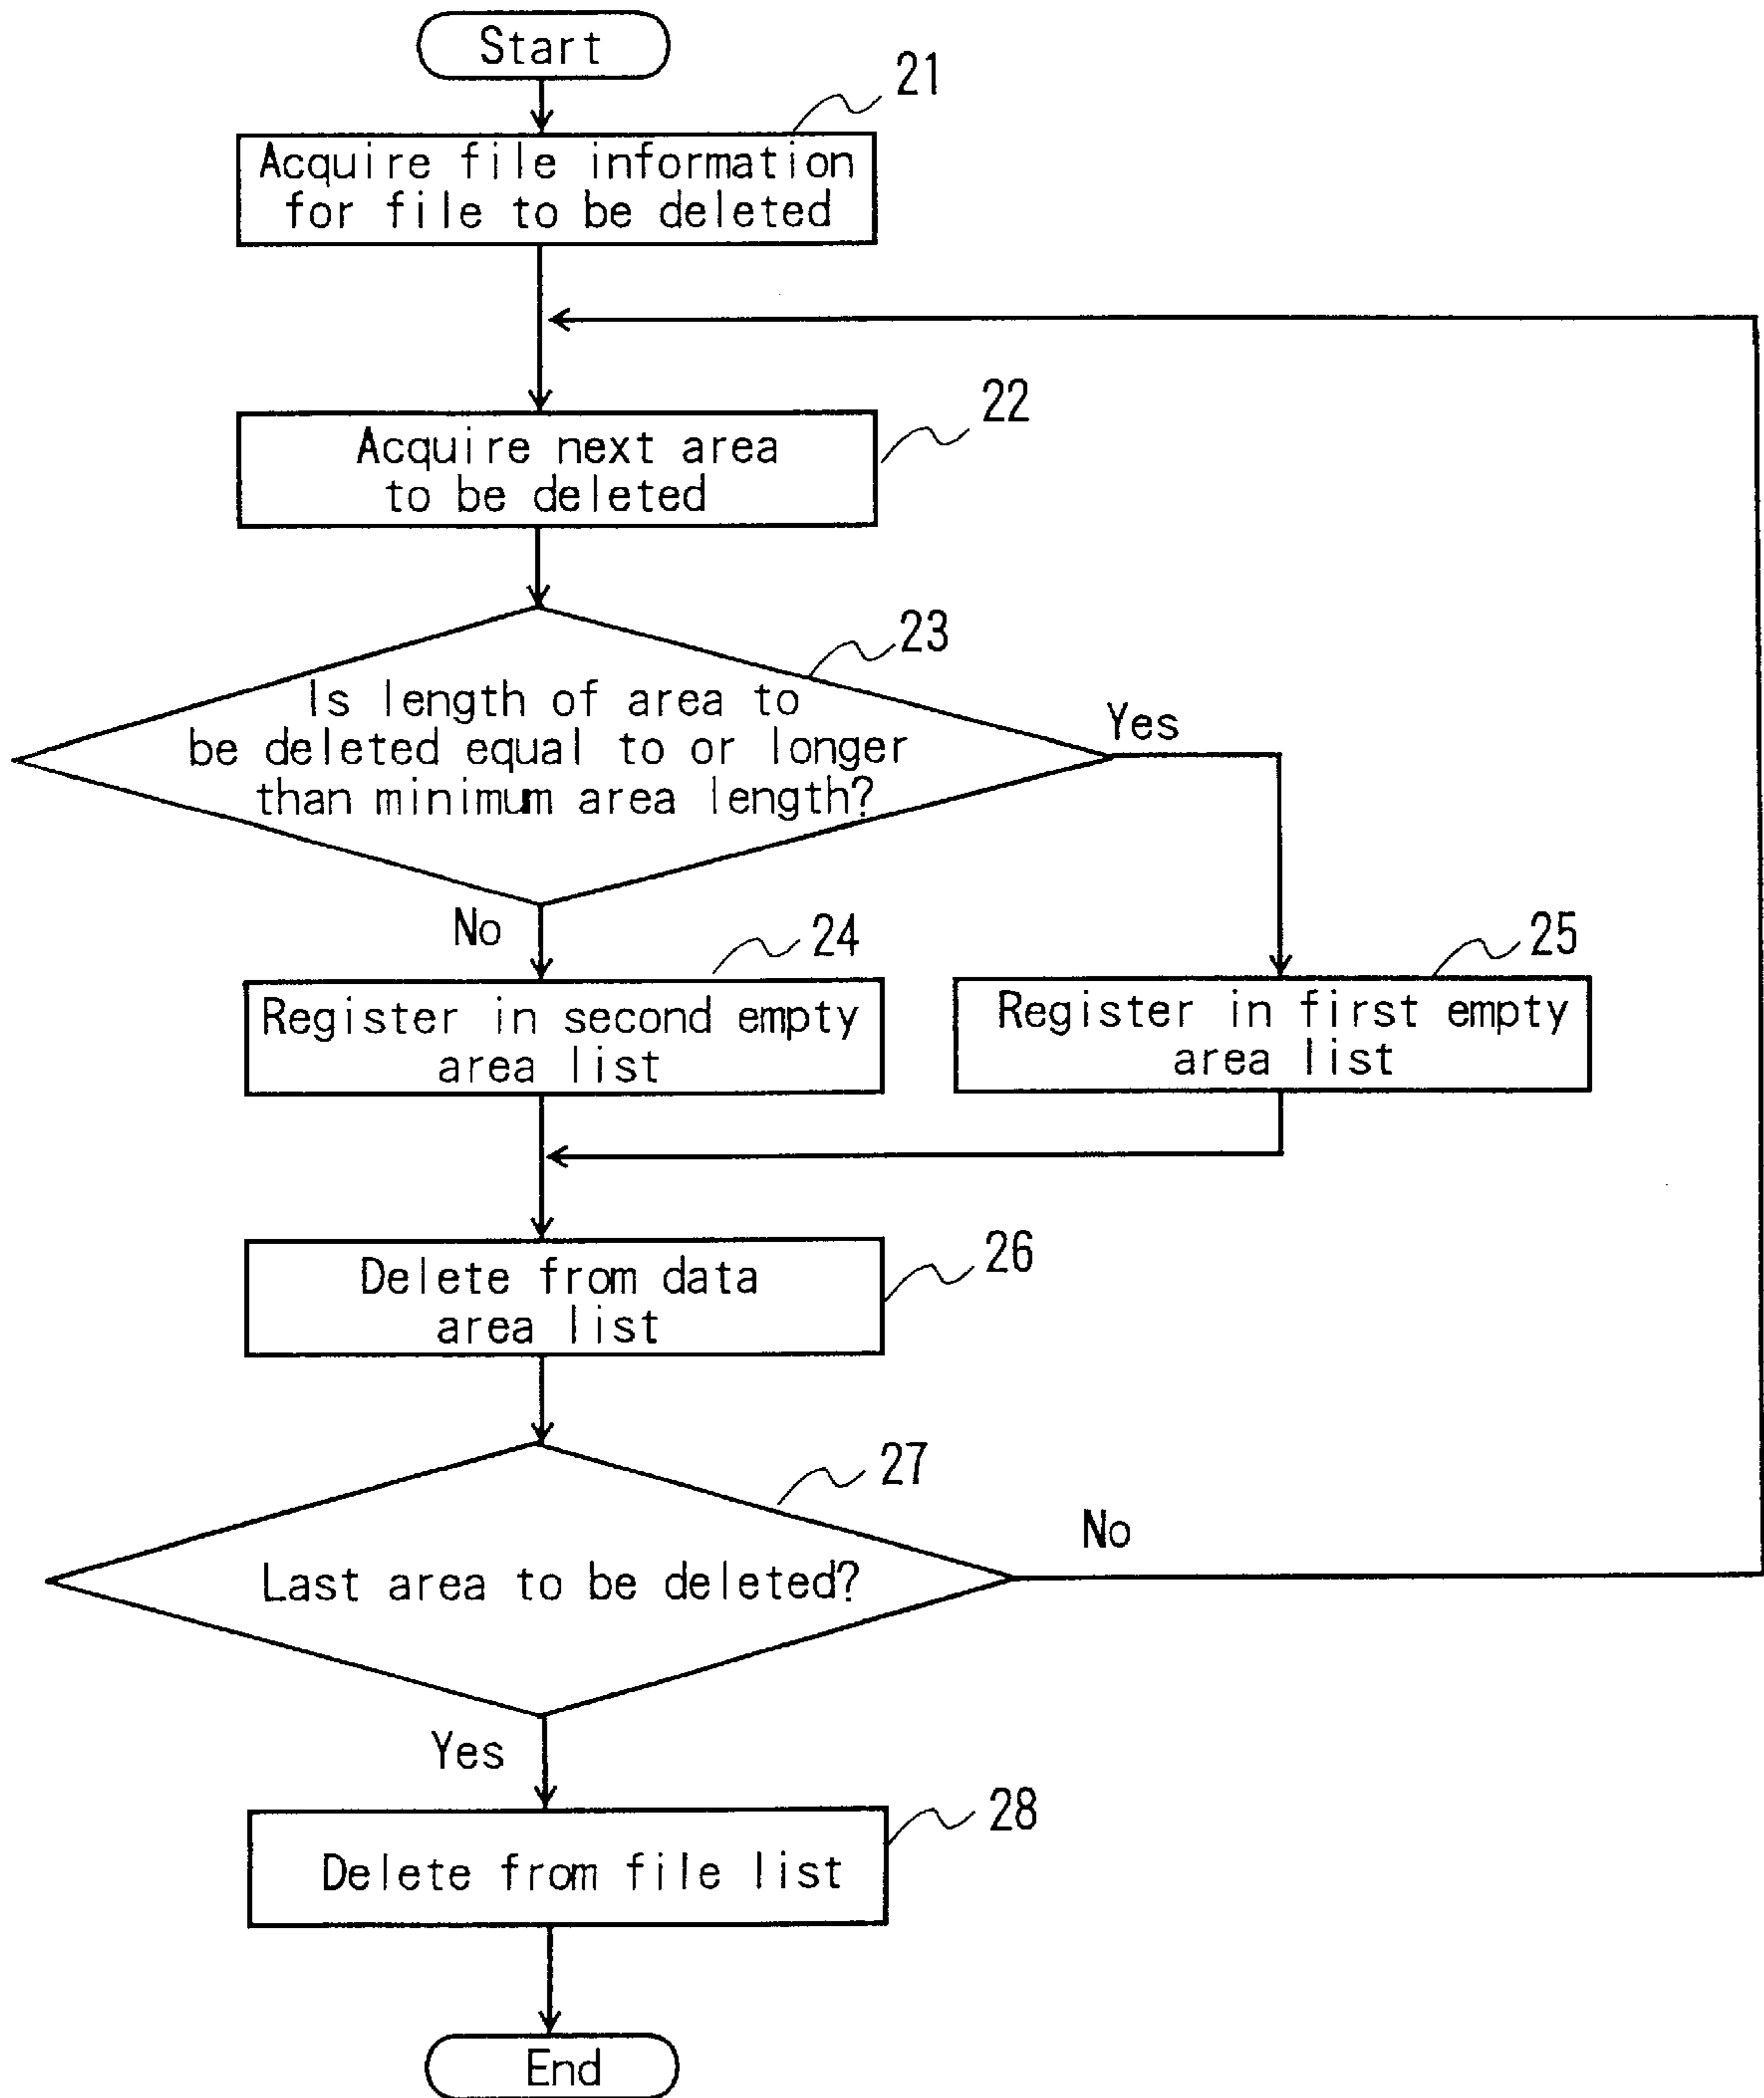 Start
21
Acquire file information
for file to be deleted
22
Acquire next area
to be deleted
23
Is length of area to
be deleted equal to or longer
than minimum area length?
Yes
No
24
Register in second empty
area list
25
Register in first empty
area list
26
Delete from data
area list
27
Last area to be deleted?
No
Yes
28
Delete from file list
End